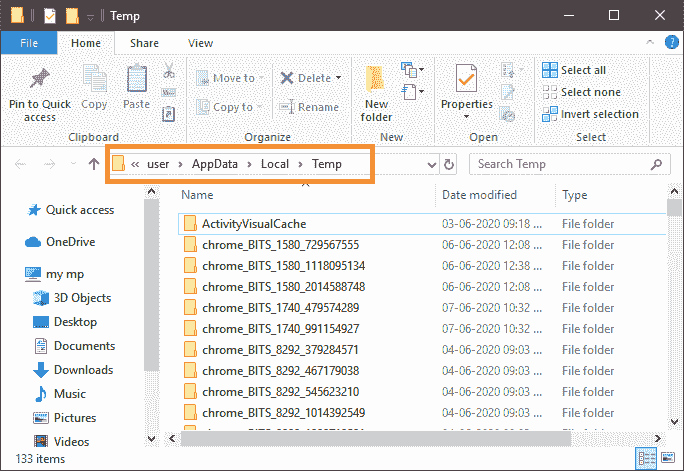 Temp
File Home Share View
Pin to Quick access
Copy
Paste
Clipboard
Move to
Copy to
Delete
Rename
Organize
New folder
New
Properties
Open
Select all
Select none
Invert selection
Select
« user > AppData > Local > Temp
Search Temp
Name Date modified Type
Quick access
OneDrive
my mp
3D Objects
Desktop
Documents
Downloads
Music
Pictures
Videos
ActivityVisualCache 03-06-2020 09:18 ... File folder
chrome_BITS_1580_729567555 06-06-2020 12:08 ... File folder
chrome_BITS_1580_1118095134 06-06-2020 12:38 ... File folder
chrome_BITS_1580_2014588748 06-06-2020 12:08 ... File folder
chrome_BITS_1740_479574289 07-06-2020 10:32 ... File folder
chrome_BITS_1740_991154927 07-06-2020 10:32 ... File folder
chrome_BITS_8292_379284571 04-06-2020 09:03 ... File folder
chrome_BITS_8292_467179038 04-06-2020 09:03 ... File folder
chrome_BITS_8292_545623210 04-06-2020 09:03 ... File folder
chrome_BITS_8292_1014392549 04-06-2020 09:03 ... File folder
133 items